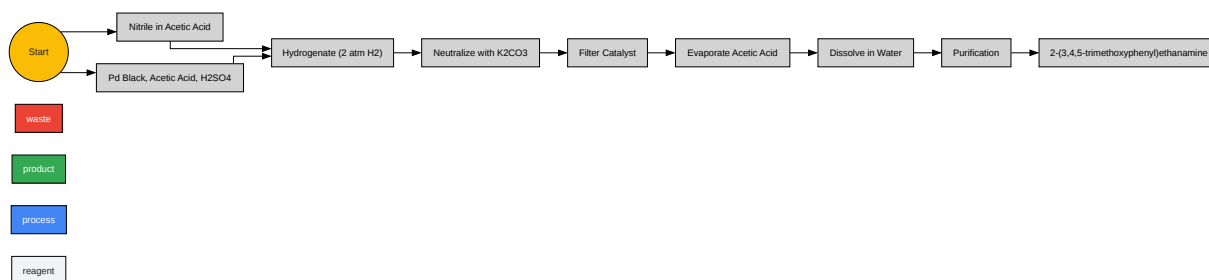 Start
Nitrile in Acetic Acid
Pd Black, Acetic Acid, H2SO4
Hydrogenate (2 atm H2)
Neutralize with K2CO3
Filter Catalyst
Evaporate Acetic Acid
Dissolve in Water
Purification
2-(3,4,5-trimethoxyphenyl)ethanamine
waste
product
process
reagent